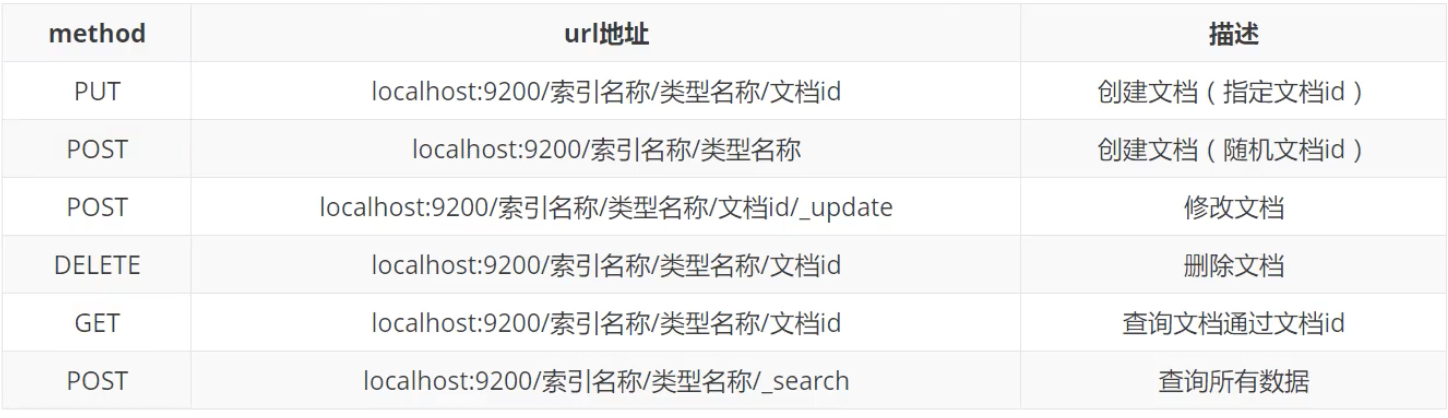 method url地址 描述
PUT localhost:9200/索引名称/类型名称/文档id 创建文档（指定文档id）
POST localhost:9200/索引名称/类型名称 创建文档（随机文档id）
POST localhost:9200/索引名称/类型名称/文档id/_update 修改文档
DELETE localhost:9200/索引名称/类型名称/文档id 删除文档
GET localhost:9200/索引名称/类型名称/文档id 查询文档通过文档id
POST localhost:9200/索引名称/类型名称/_search 查询所有数据